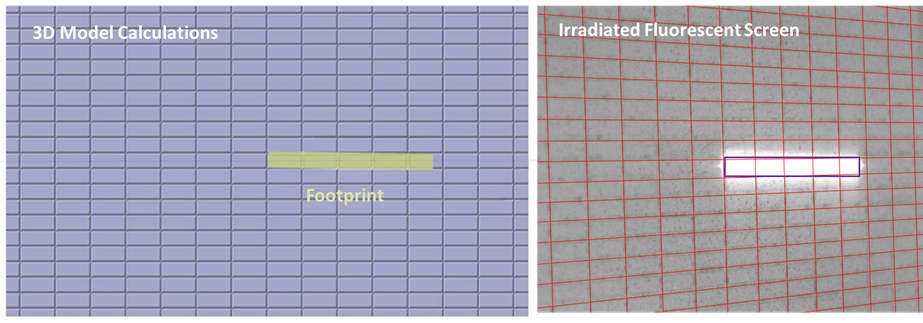 3D Model Calculations
Irradiated Fluorescent Screen
Footprint